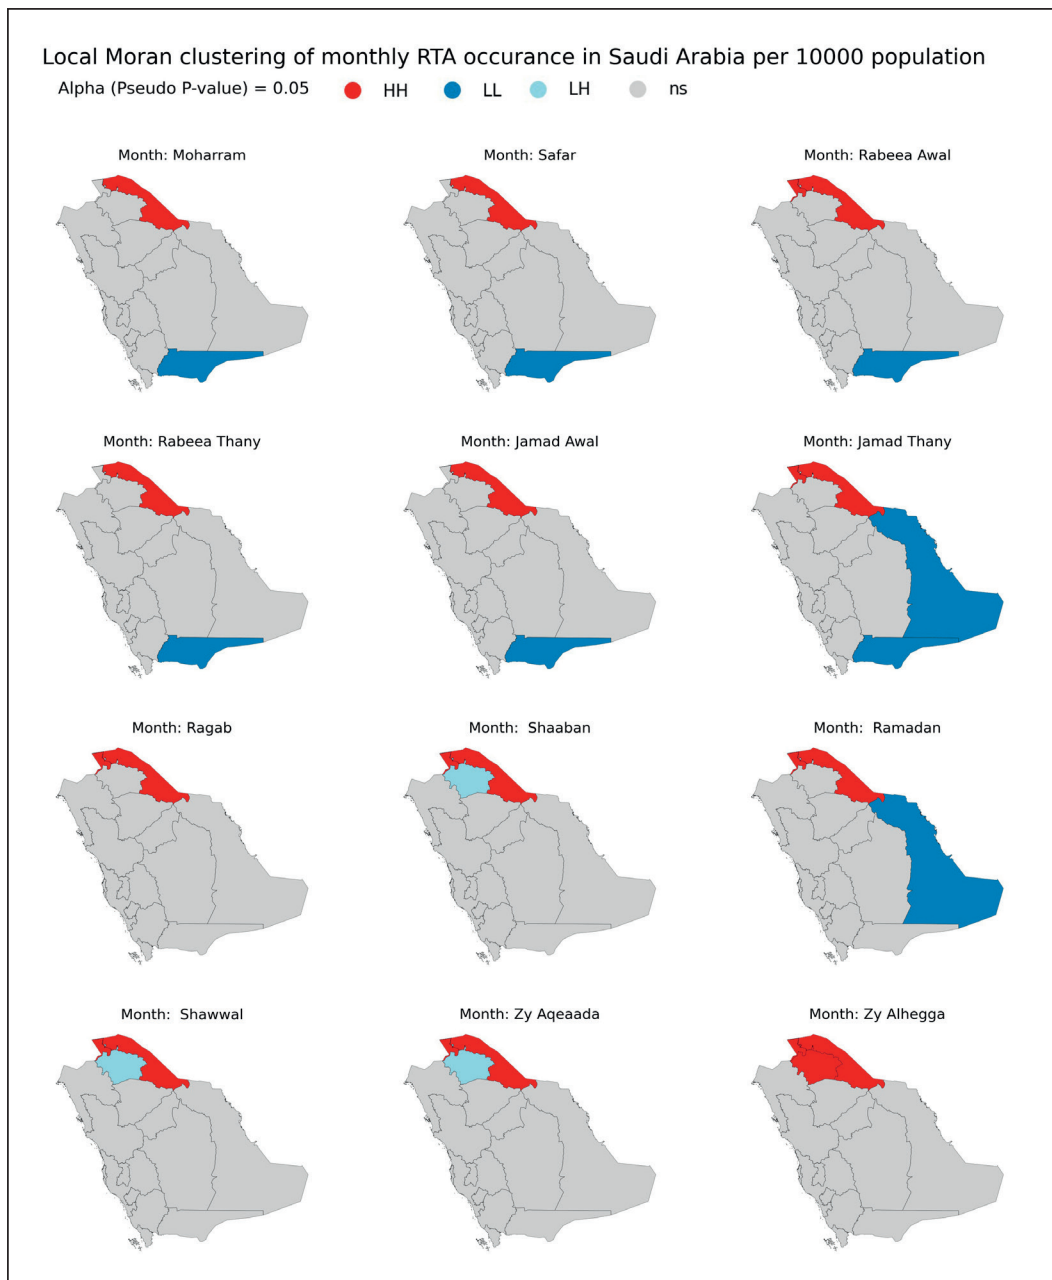 Local Moran clustering of monthly RTA occurance in Saudi Arabia per 10000 population
Alpha (Pseudo P-value) = 0.05 HH LL LH ns
Month: Moharram Month: Safar Month: Rabeea Awal
Month: Rabeea Thany Month: Jamad Awal Month: Jamad Thany
Month: Ragab Month: Shaaban Month: Ramadan
Month: Shawwal Month: Zy Aqeaada Month: Zy Alhegga